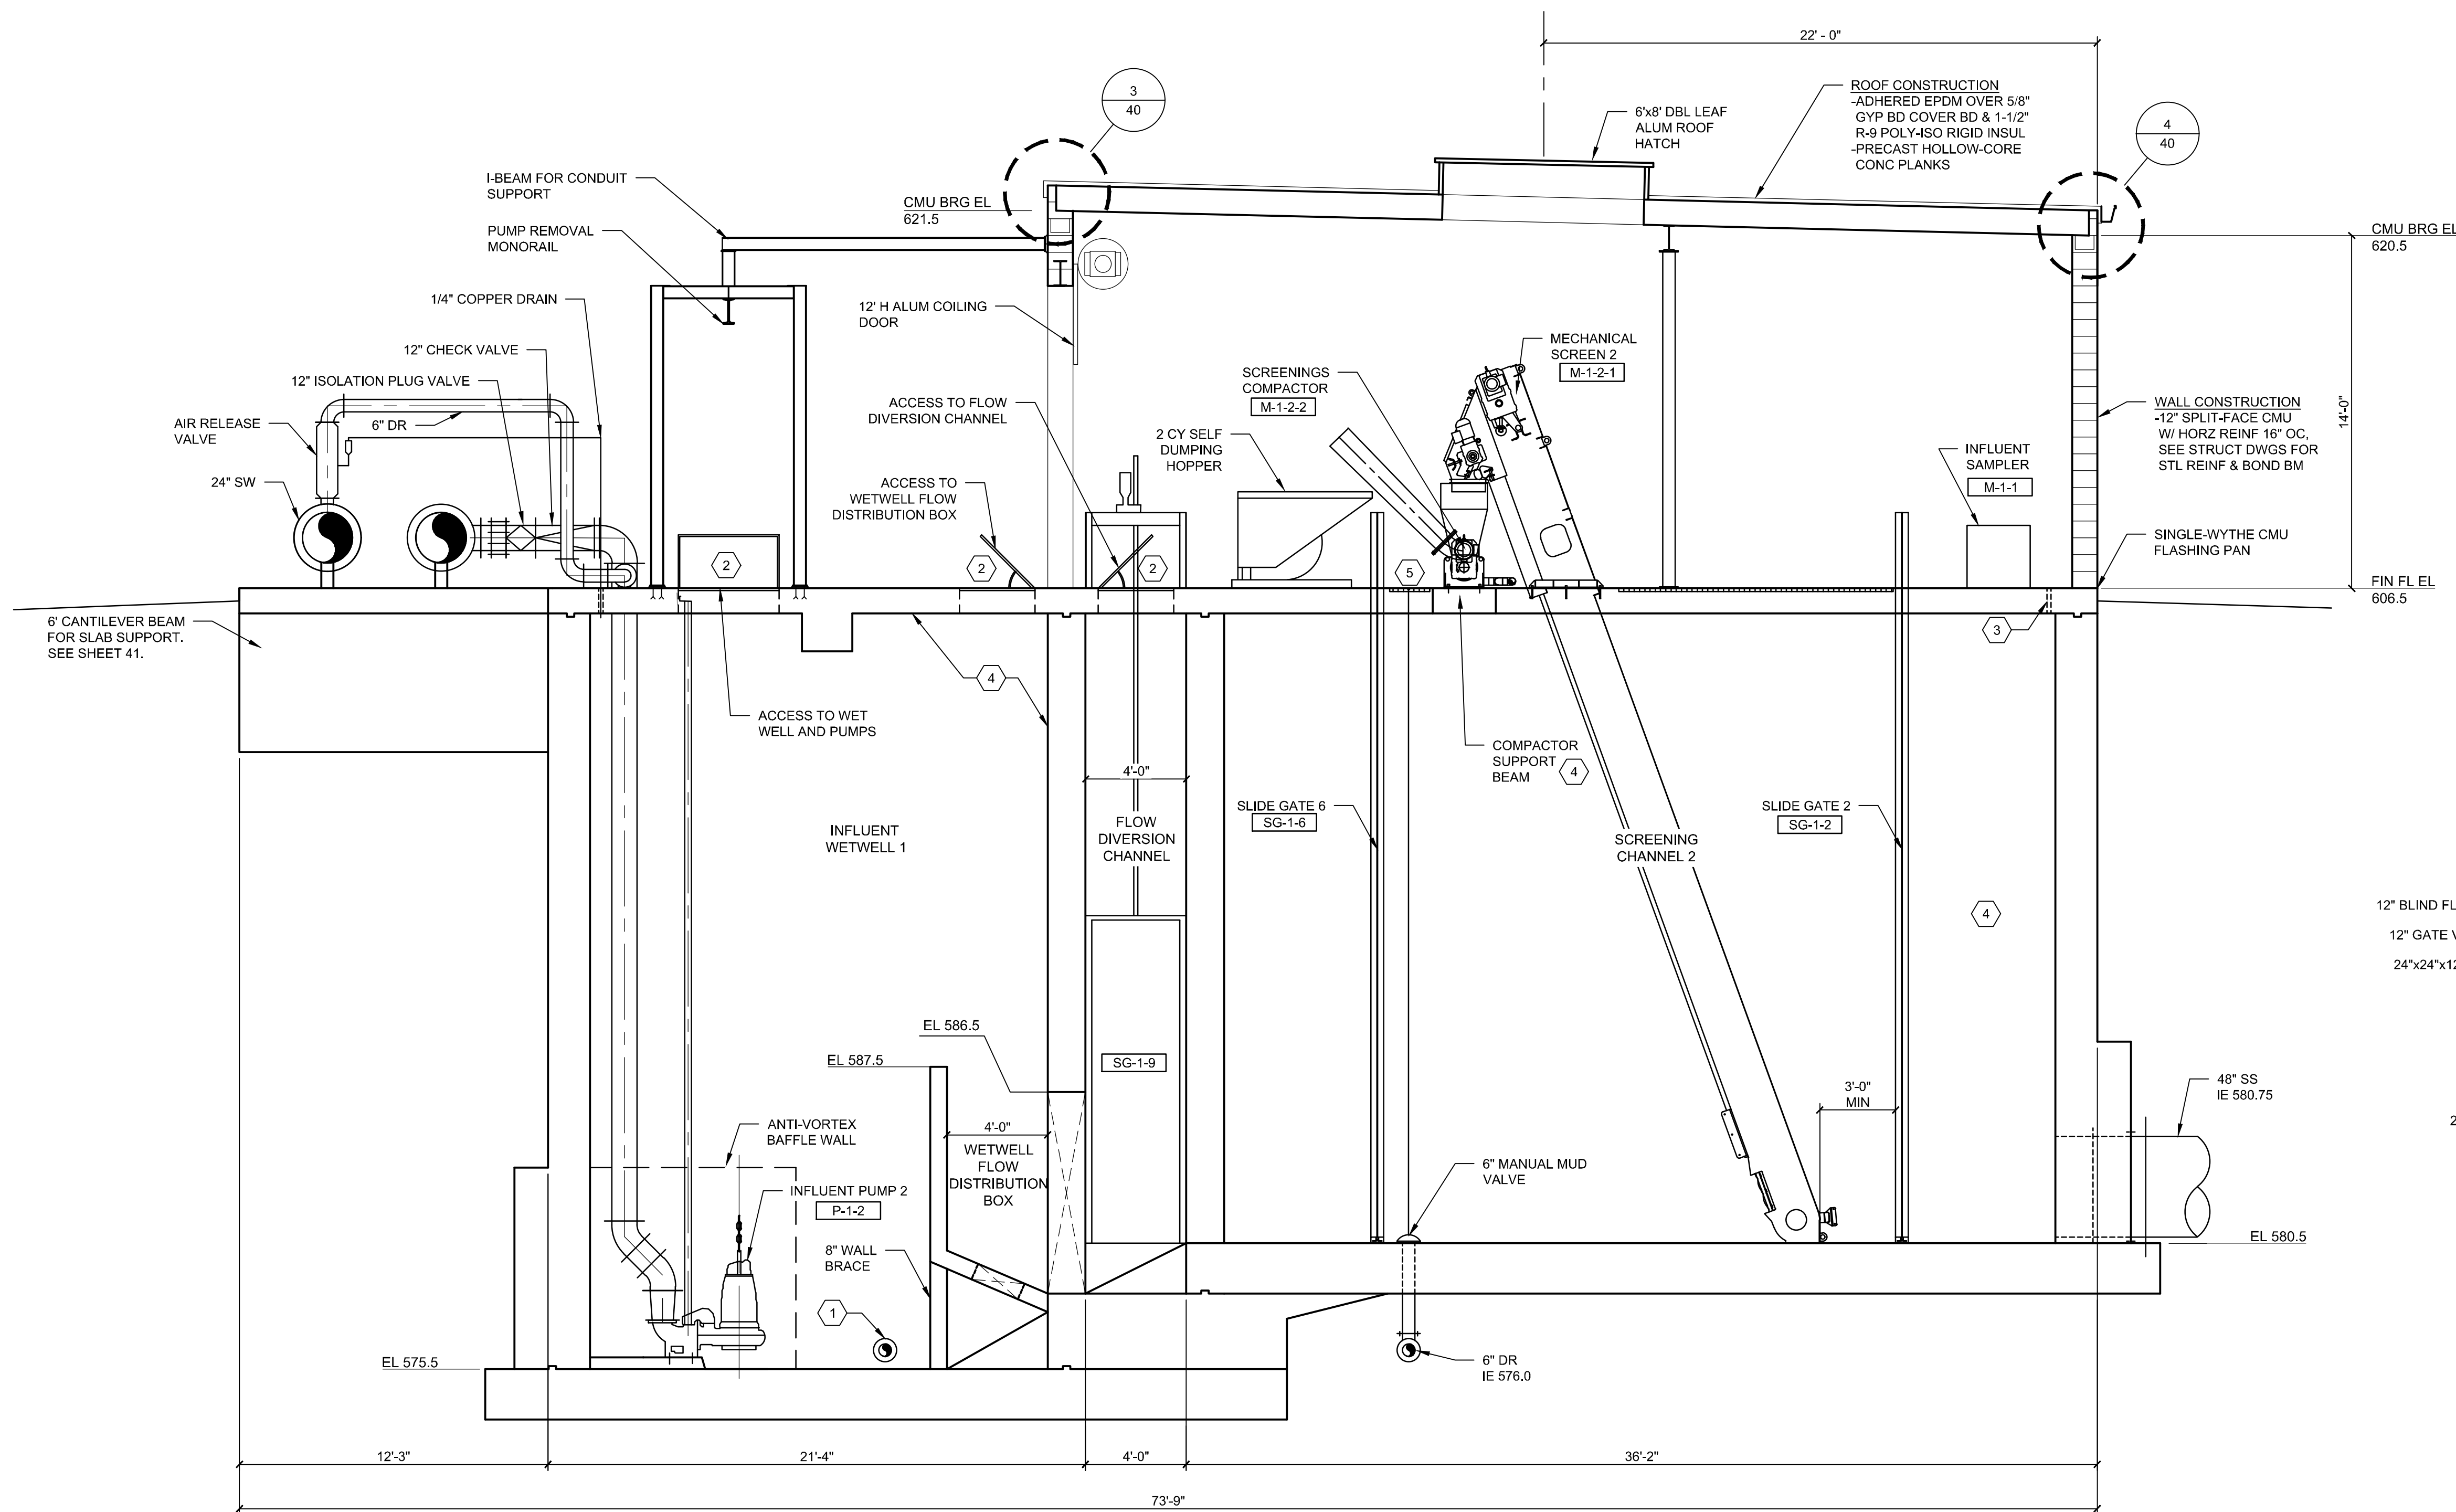 22' - 0"
3
40
6'x8' DBL LEAF
ALUM ROOF
HATCH
ROOF CONSTRUCTION
-ADHERED EPDM OVER 5/8"
GYP BD COVER BD & 1-1/2"
R-9 POLY-ISO RIGID INSUL
-PRECAST HOLLOW-CORE
CONC PLANKS
4
40
I-BEAM FOR CONDUIT
SUPPORT
CMU BRG EL
621.5
PUMP REMOVAL
MONORAIL
CMU BRG EL
620.5
1/4" COPPER DRAIN
12' H ALUM COILING
DOOR
12" CHECK VALVE
12" ISOLATION PLUG VALVE
MECHANICAL
SCREEN 2
M-1-2-1
SCREENINGS
COMPACTOR
M-1-2-2
ACCESS TO FLOW
DIVERSION CHANNEL
AIR RELEASE
VALVE
6" DR
2 CY SELF
DUMPING
HOPPER
WALL CONSTRUCTION
-12" SPLIT-FACE CMU
W/ HORZ REINF 16" OC,
SEE STRUCT DWGS FOR
STL REINF & BOND BM
14'-0"
INFLUENT
SAMPLER
M-1-1
24" SW
ACCESS TO
WETWELL FLOW
DISTRIBUTION BOX
SINGLE-WYTHE CMU
FLASHING PAN
2
2
2
5
FIN FL EL
606.5
6' CANTILEVER BEAM
FOR SLAB SUPPORT.
SEE SHEET 41.
3
4
ACCESS TO WET
WELL AND PUMPS
COMPACTOR
SUPPORT
BEAM
4
4'-0"
SLIDE GATE 6
SG-1-6
SLIDE GATE 2
SG-1-2
INFLUENT
WETWELL 1
FLOW
DIVERSION
CHANNEL
SCREENING
CHANNEL 2
4
12" BLIND FL
12" GATE V
24"x24"x12
EL 586.5
EL 587.5
SG-1-9
3'-0"
MIN
48" SS
IE 580.75
2
ANTI-VORTEX
BAFFLE WALL
4'-0"
WETWELL
FLOW
DISTRIBUTION
BOX
6" MANUAL MUD
VALVE
INFLUENT PUMP 2
P-1-2
8" WALL
BRACE
EL 580.5
1
EL 575.5
6" DR
IE 576.0
12'-3"
21'-4"
4'-0"
36'-2"
73'-9"